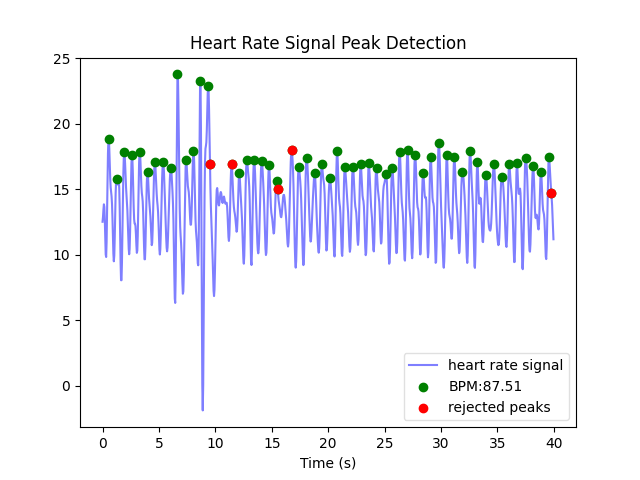 Heart Rate Signal Peak Detection
25
20
15
10
5
0
heart rate signal
BPM:87.51
rejected peaks
0 5 10 15 20 25 30 35 40
Time (s)